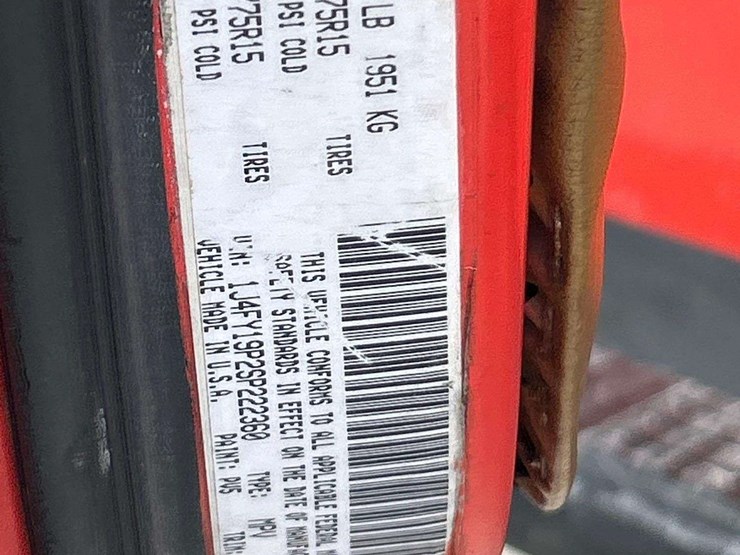 LB 1951 KG
75R15 TIRES
PSI COLD
75R15 TIRES
PSI COLD
THIS VEHICLE CONFORMS TO ALL APPLICABLE FEDERAL
SAFETY STANDARDS IN EFFECT ON THE DATE OF
V.N: 1J4FY19P2SP222360 TYPE: MPV
VEHICLE MADE IN U.S.A. PAINT: TRIM: